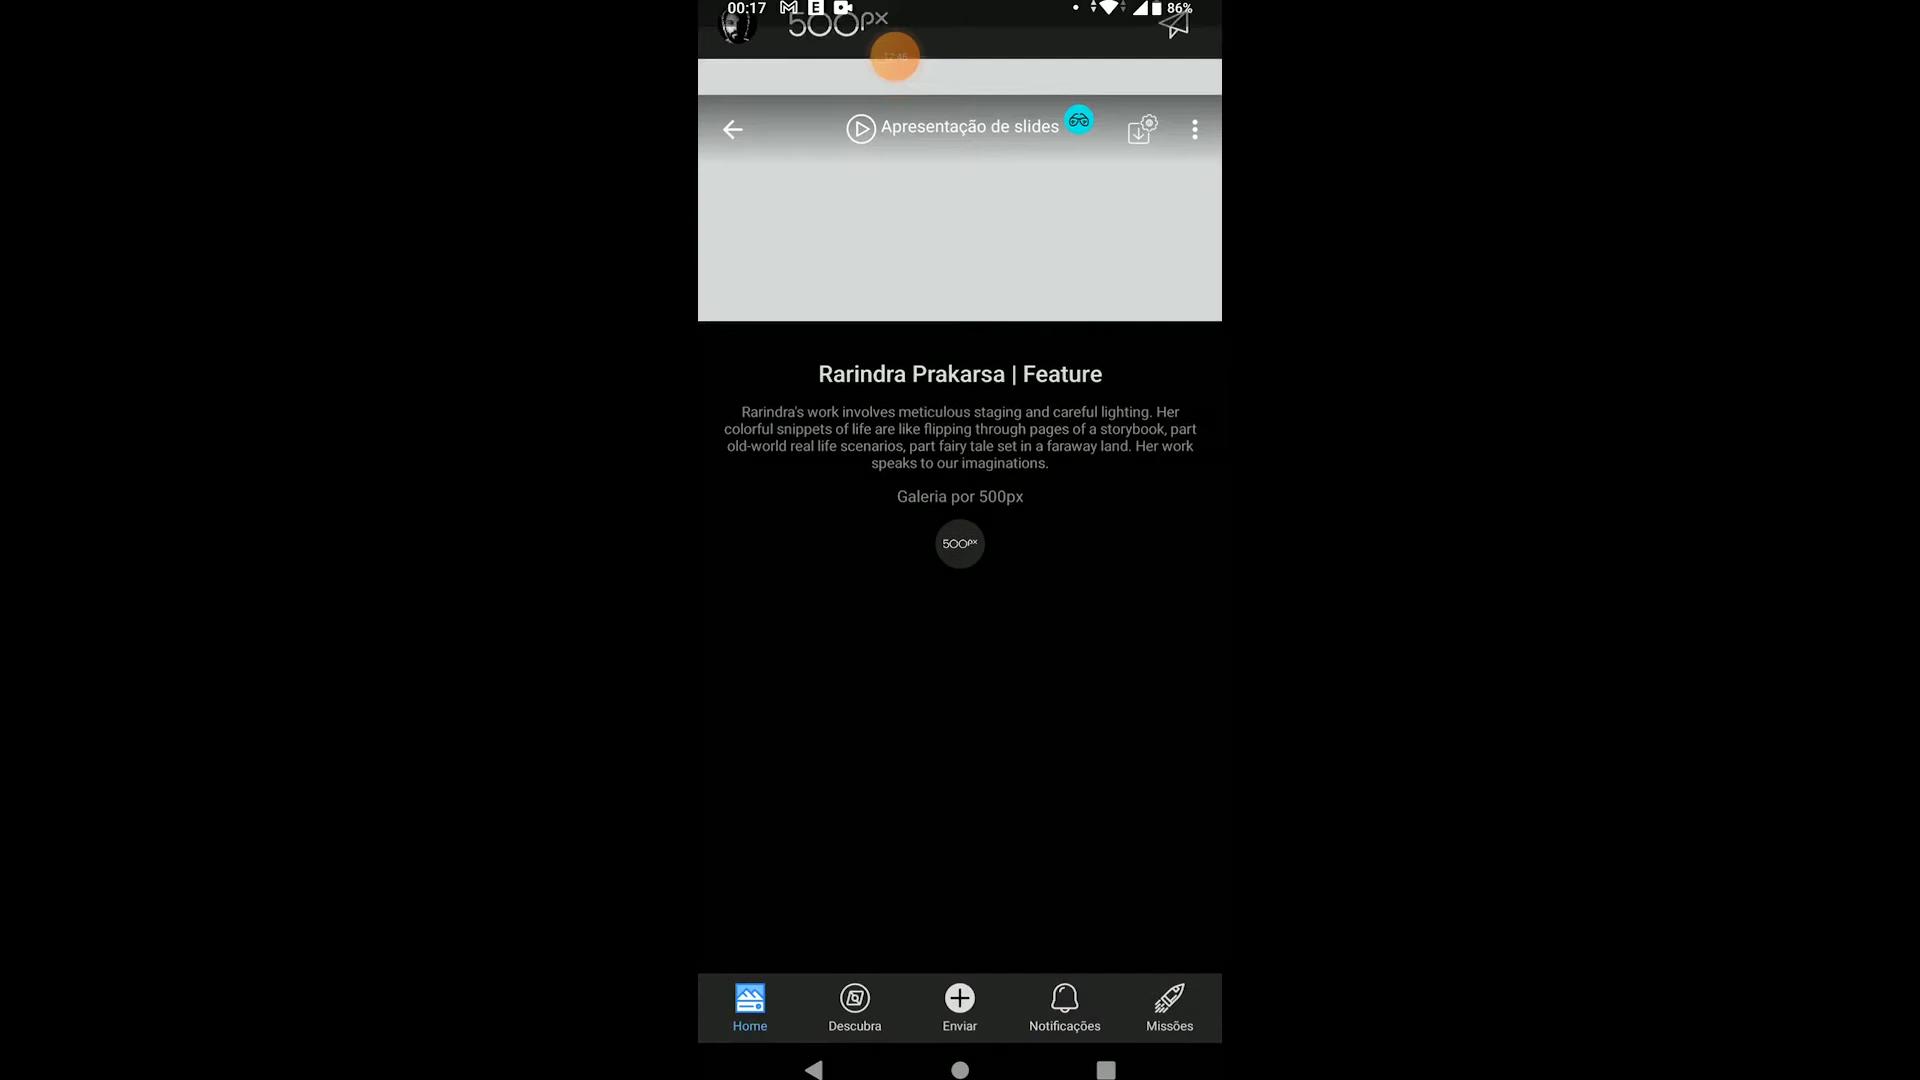 00:17
86%
500px
12:46
Apresentação de slides
Rarindra Prakarsa | Feature
Rarindra's work involves meticulous staging and careful lighting. Her
colorful snippets of life are like flipping through pages of a storybook, part
old-world real life scenarios, part fairy tale set in a faraway land. Her work
speaks to our imaginations.
Galeria por 500px
500px
Home
Descubra
Enviar
Notificações
Missões